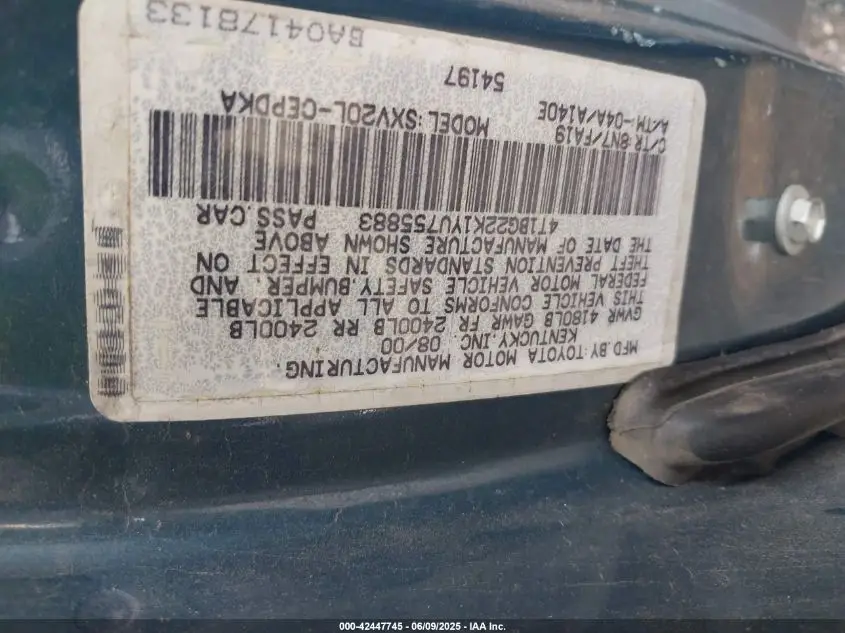 MFD. BY: TOYOTA MOTOR MANUFACTURING.
KENTUCKY, INC. 08/00
GVWR 4180LB GAWR FR 2400LB RR 2400LB
THIS VEHICLE CONFORMS TO ALL APPLICABLE
FEDERAL MOTOR VEHICLE SAFETY, BUMPER, AND
THEFT PREVENTION STANDARDS IN EFFECT ON
THE DATE OF MANUFACTURE SHOWN ABOVE
4T1BG22K1YU755883 PASS.CAR
C/TR:8N7/FA19 MODEL:SXV20L-CEPDKA
A/TM:-04A/A140E
54197
BA04178133
000-42447745 - 06/09/2025 - IAA Inc.